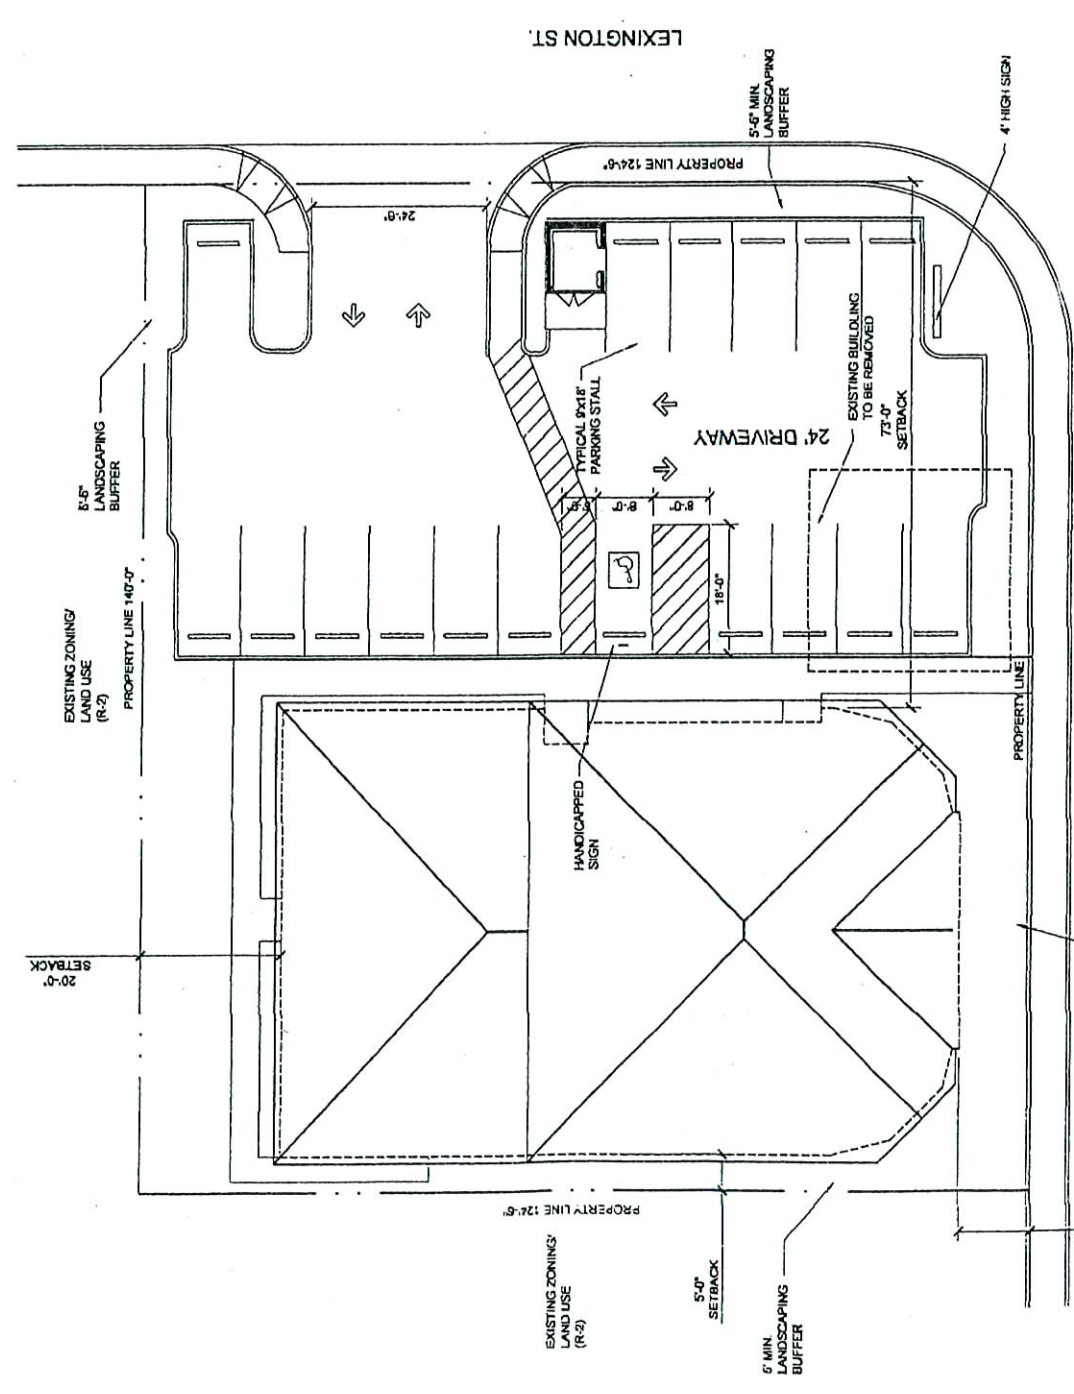 LEXINGTON ST.
5'-6" MIN.
LANDSCAPING
BUFFER
4' HIGH SIGN
PROPERTY LINE 124'-6"
24'-6"
5'-6"
LANDSCAPING
BUFFER
EXISTING ZONING/
LAND USE
(R-2)
PROPERTY LINE 140'-0"
TYPICAL 9'x18'
PARKING STALL
24' DRIVEWAY
EXISTING BUILDING
TO BE REMOVED
73'-0"
SETBACK
8'-0"
8'-0"
18'-0"
HANDICAPPED
SIGN
PROPERTY LINE
20'-0"
SETBACK
PROPERTY LINE 124'-6"
EXISTING ZONING/
LAND USE
(R-2)
5'-0"
SETBACK
5' MIN.
LANDSCAPING
BUFFER